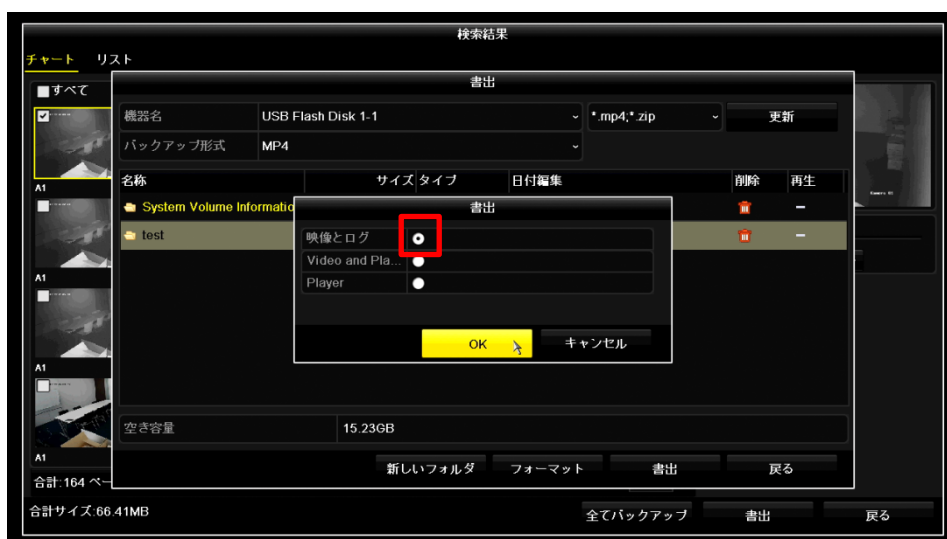 検索結果
チャート リスト
すべて
書出
機器名 USB Flash Disk 1-1 *.mp4;*.zip 更新
バックアップ形式 MP4
名称 サイズ タイプ 日付編集 削除 再生
A1
System Volume Informatio
書出
test
映像とログ
Video and Pla...
A1
Player
OK キャンセル
A1
空き容量 15.23GB
A1
新しいフォルダ フォーマット 書出 戻る
合計:164 ペー
合計サイズ:66.41MB 全てバックアップ 書出 戻る